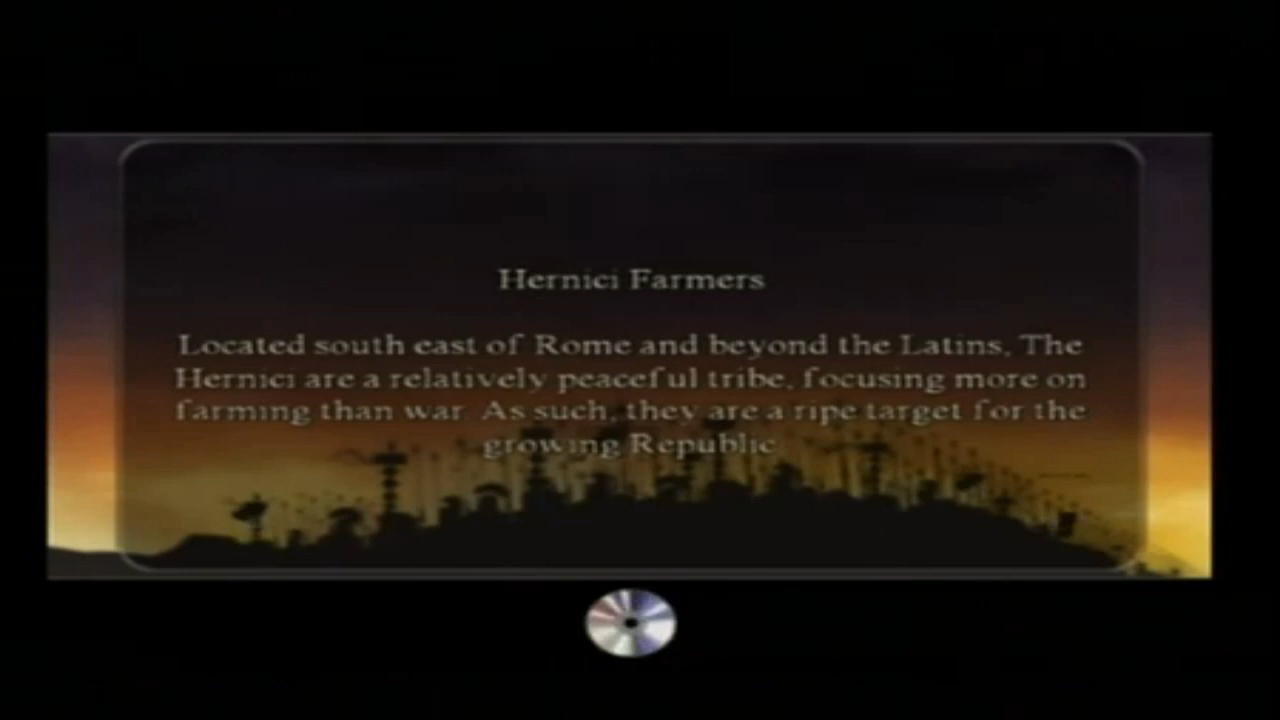 Hernici Farmers
Located south east of Rome and beyond the Latins, The
Hernici are a relatively peaceful tribe, focusing more on
farming than war. As such, they are a ripe target for the
growing Republic